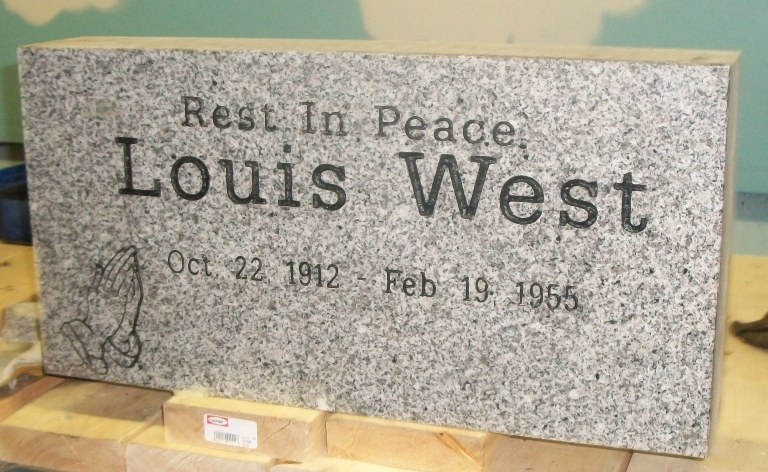 Rest In Peace.
Louis West
Oct 22 1912 - Feb 19, 1955